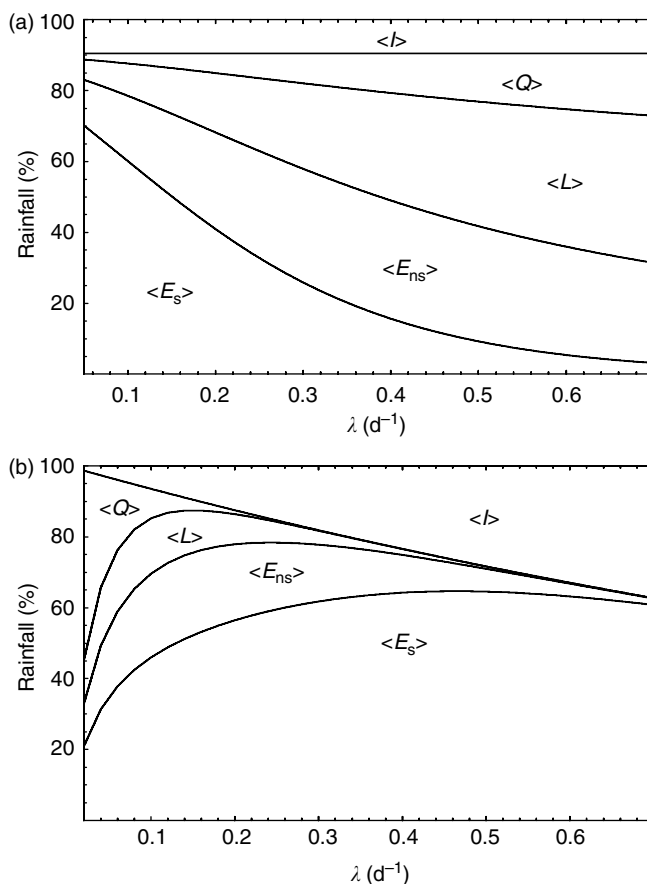 (a)
100
80
60
40
20
Rainfall (%)
<I>
<Q>
<L>
<Ens>
<Es>
0.1 0.2 0.3 0.4 0.5 0.6
λ (d⁻¹)
(b)
100
80
60
40
20
Rainfall (%)
<Q>
<I>
<L>
<Ens>
<Es>
0.1 0.2 0.3 0.4 0.5 0.6
λ (d⁻¹)